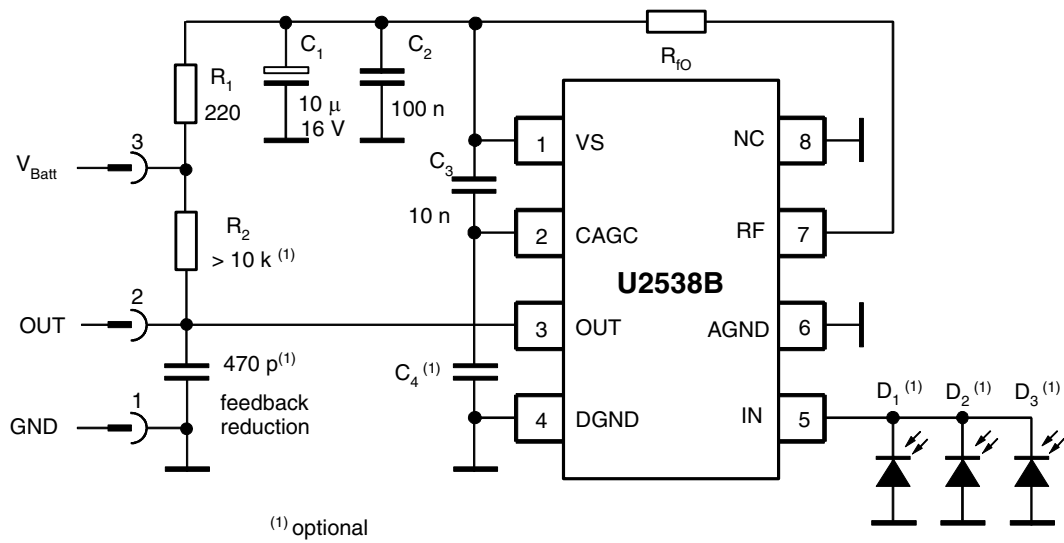 C1
C2
RfO
R1
220
10 µ
16 V
100 n
1
VS
NC
8
3
VBatt
C3
10 n
R2
> 10 k (1)
2
CAGC
RF
7
U2538B
2
OUT
3
OUT
AGND
6
470 p(1)
C4 (1)
D1 (1)
D2 (1)
D3 (1)
feedback
reduction
1
GND
4
DGND
IN
5
(1) optional